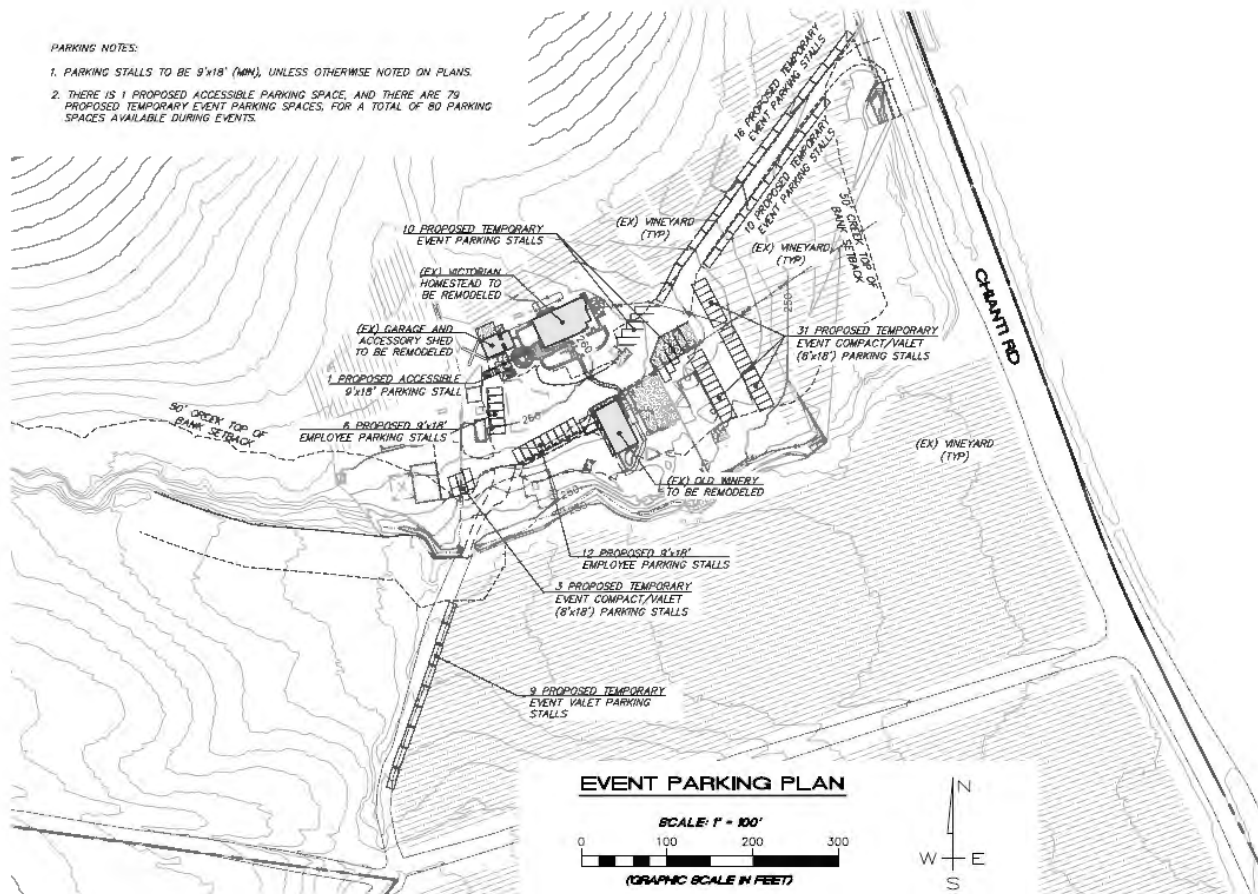 PARKING NOTES:
1. PARKING STALLS TO BE 9'x18' (MIN), UNLESS OTHERWISE NOTED ON PLANS.
2. THERE IS 1 PROPOSED ACCESSIBLE PARKING SPACE, AND THERE ARE 79
PROPOSED TEMPORARY EVENT PARKING SPACES, FOR A TOTAL OF 80 PARKING
SPACES AVAILABLE DURING EVENTS.
16 PROPOSED TEMPORARY
EVENT PARKING STALLS
10 PROPOSED TEMPORARY
EVENT PARKING STALLS
50' CREEK TOP OF
BANK SETBACK
(EX) VINEYARD
(TYP)
(EX) VINEYARD
(TYP)
10 PROPOSED TEMPORARY
EVENT PARKING STALLS
(EX) VICTORIAN
HOMESTEAD TO
BE REMODELED
(EX) GARAGE AND
ACCESSORY SHED
TO BE REMODELED
1 PROPOSED ACCESSIBLE
9'x18' PARKING STALL
6 PROPOSED 9'x18'
EMPLOYEE PARKING STALLS
50' CREEK TOP OF
BANK SETBACK
260
260
250
260
250
CHIANTI RD
31 PROPOSED TEMPORARY
EVENT COMPACT/VALET
(8'x18') PARKING STALLS
(EX) VINEYARD
(TYP)
(EX) OLD WINERY
TO BE REMODELED
12 PROPOSED 9'x18'
EMPLOYEE PARKING STALLS
3 PROPOSED TEMPORARY
EVENT COMPACT/VALET
(8'x18') PARKING STALLS
9 PROPOSED TEMPORARY
EVENT VALET PARKING
STALLS
EVENT PARKING PLAN
SCALE: 1" = 100'
0 100 200 300
(GRAPHIC SCALE IN FEET)
N
W E
S